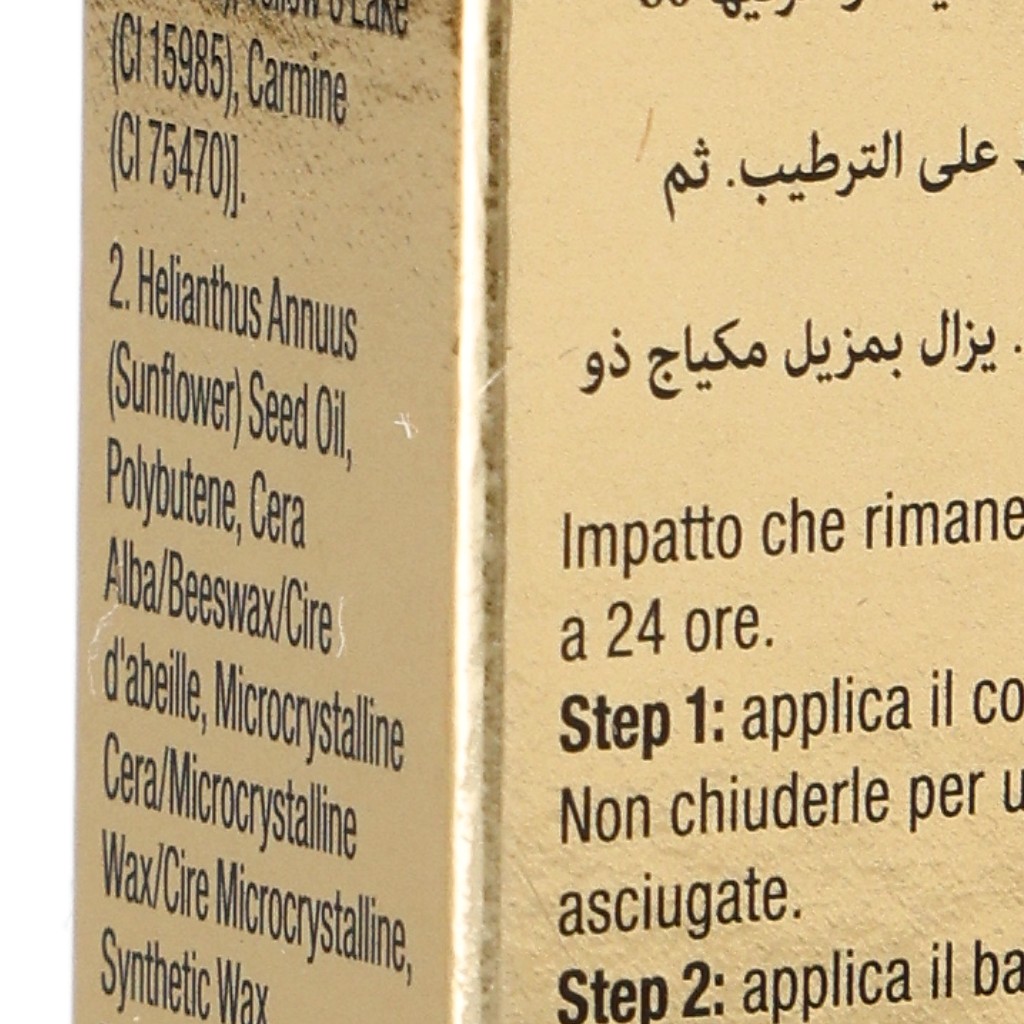 Lake
(CI 15985), Carmine
(CI 75470)].
2. Helianthus Annuus
(Sunflower) Seed Oil,
Polybutene, Cera
Alba/Beeswax/Cire
d'abeille, Microcrystalline
Cera/Microcrystalline
Wax/Cire Microcrystalline,
Synthetic Wax
على الترطيب. ثم
. يزال بمزيل مكياج ذو
Impatto che rimane
a 24 ore.
Step 1: applica il co
Non chiuderle per u
asciugate.
Step 2: applica il ba